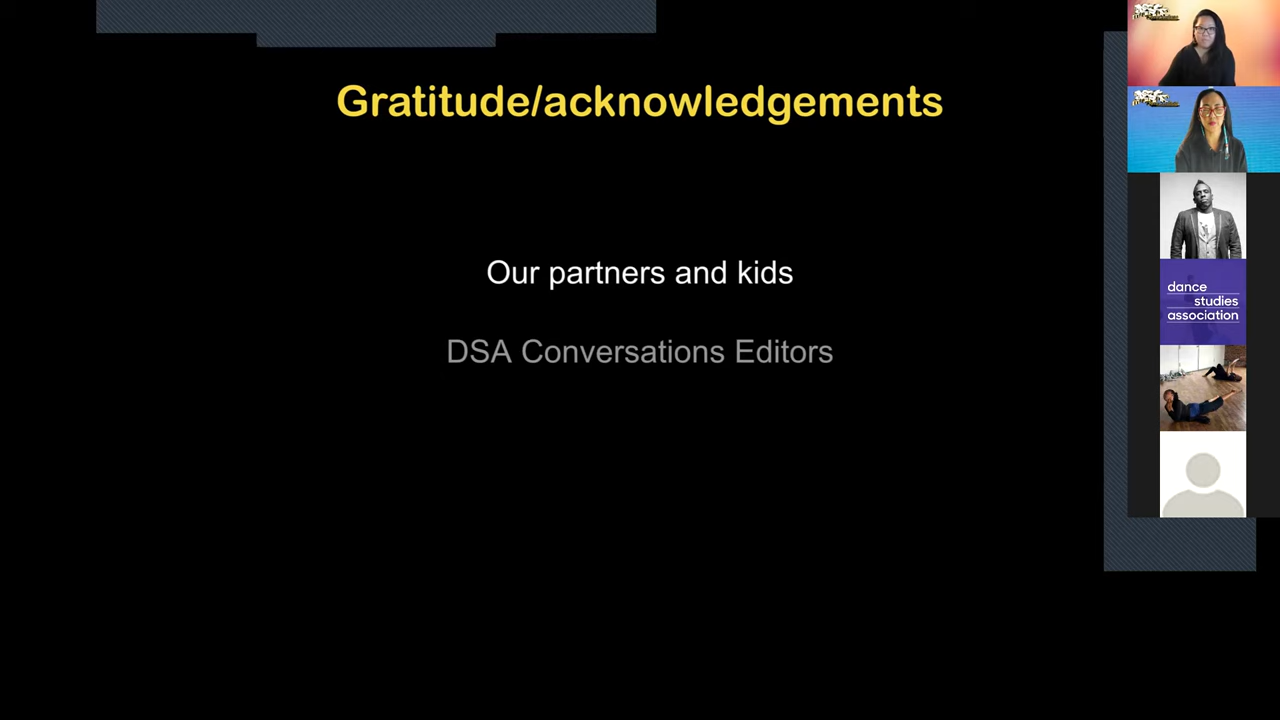 Gratitude/acknowledgements
Our partners and kids
DSA Conversations Editors
dance
studies
association